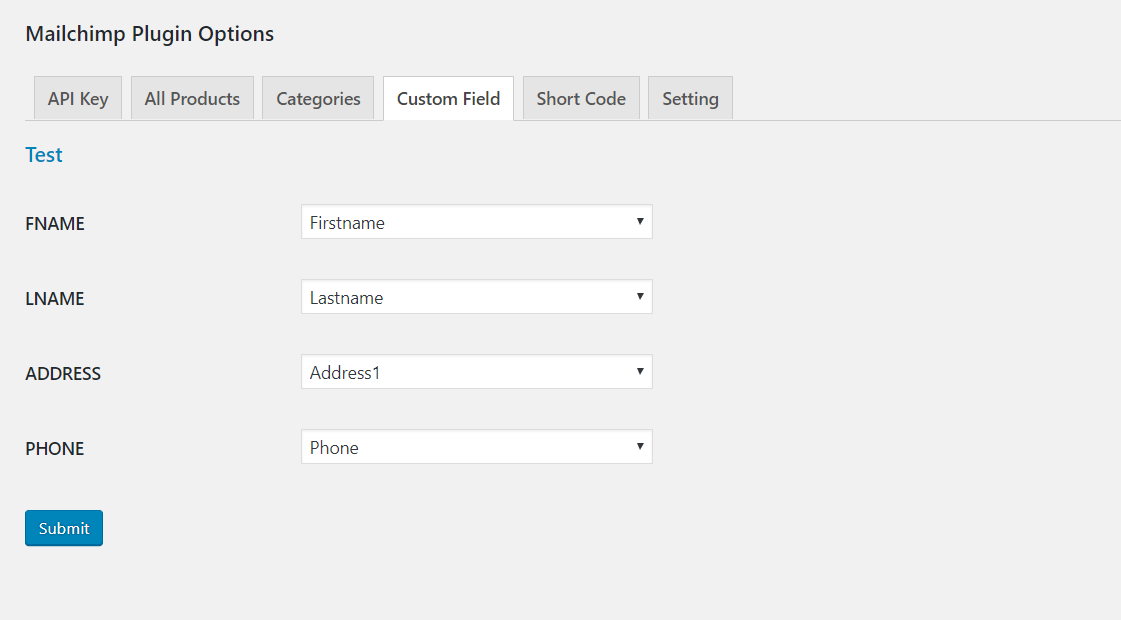 Mailchimp Plugin Options
API Key All Products Categories Custom Field Short Code Setting
Test
FNAME Firstname
LNAME Lastname
ADDRESS Address1
PHONE Phone
Submit